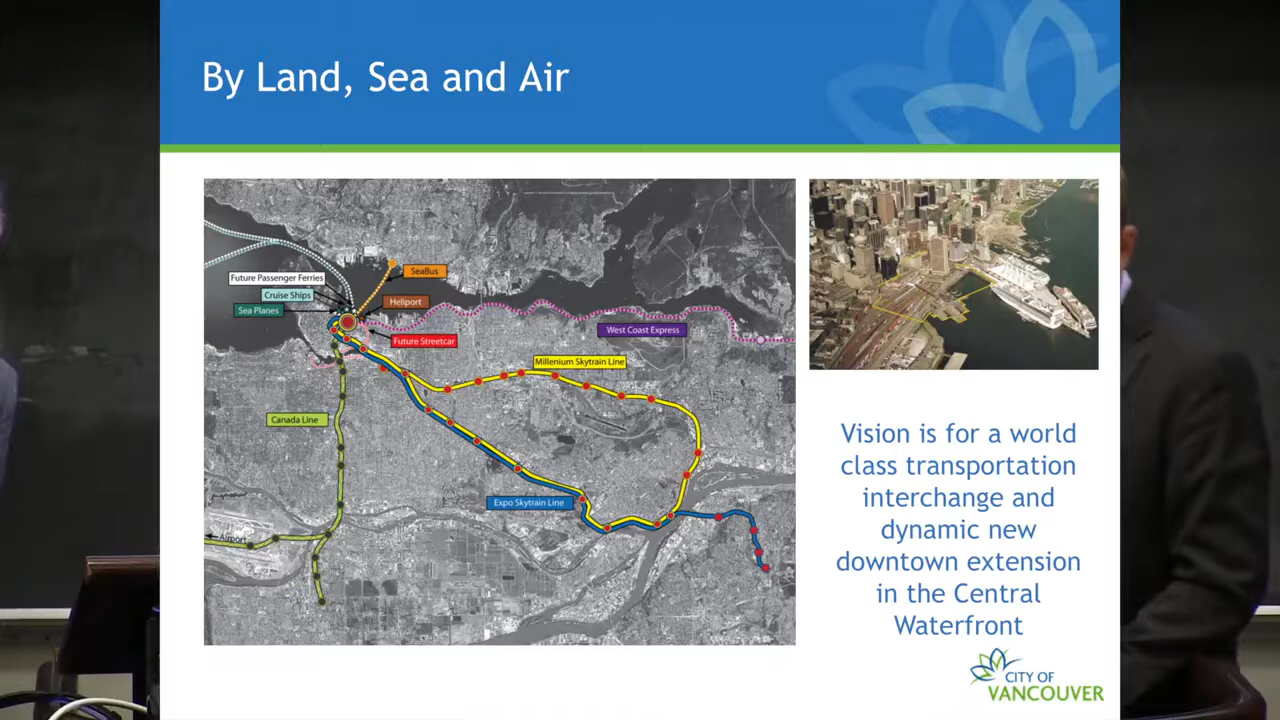 By Land, Sea and Air
Future Passenger Ferries
SeaBus
Cruise Ships
Heliport
Sea Planes
Future Streetcar
West Coast Express
Millenium Skytrain Line
Canada Line
Expo Skytrain Line
Airport
Vision is for a world
class transportation
interchange and
dynamic new
downtown extension
in the Central
Waterfront
CITY OF
VANCOUVER